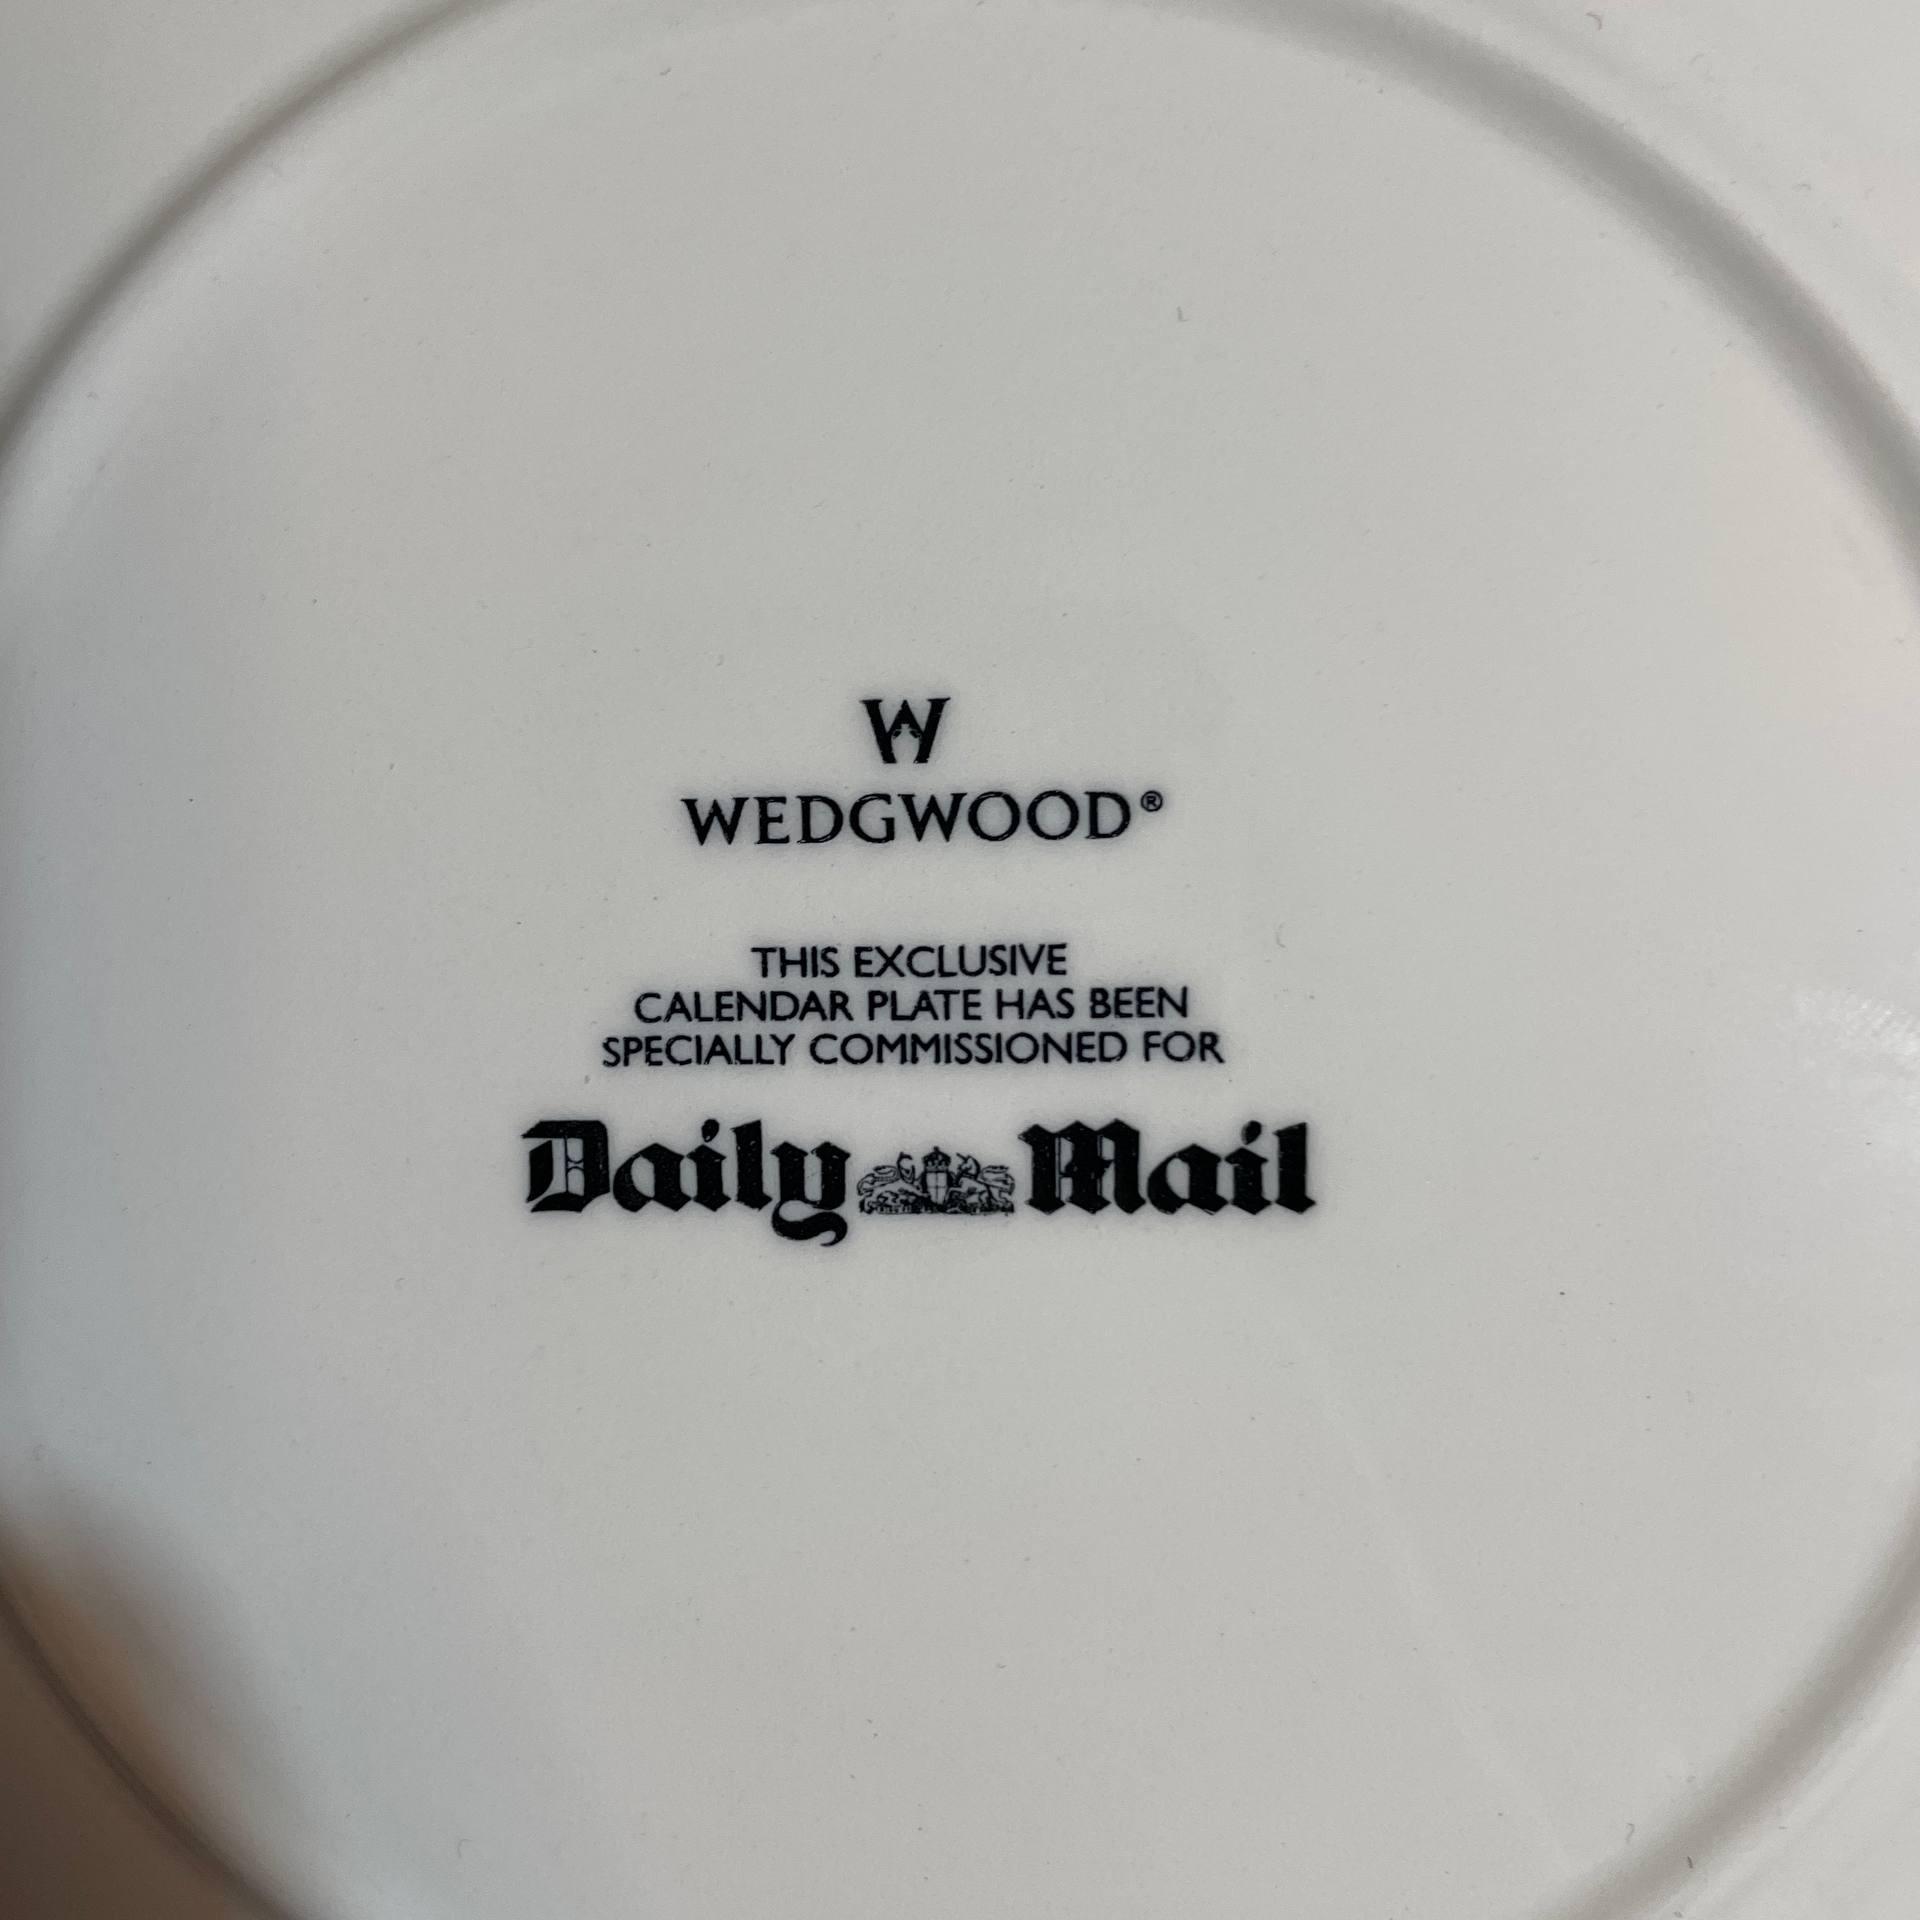 W
WEDGWOOD®
THIS EXCLUSIVE
CALENDAR PLATE HAS BEEN
SPECIALLY COMMISSIONED FOR
Daily Mail